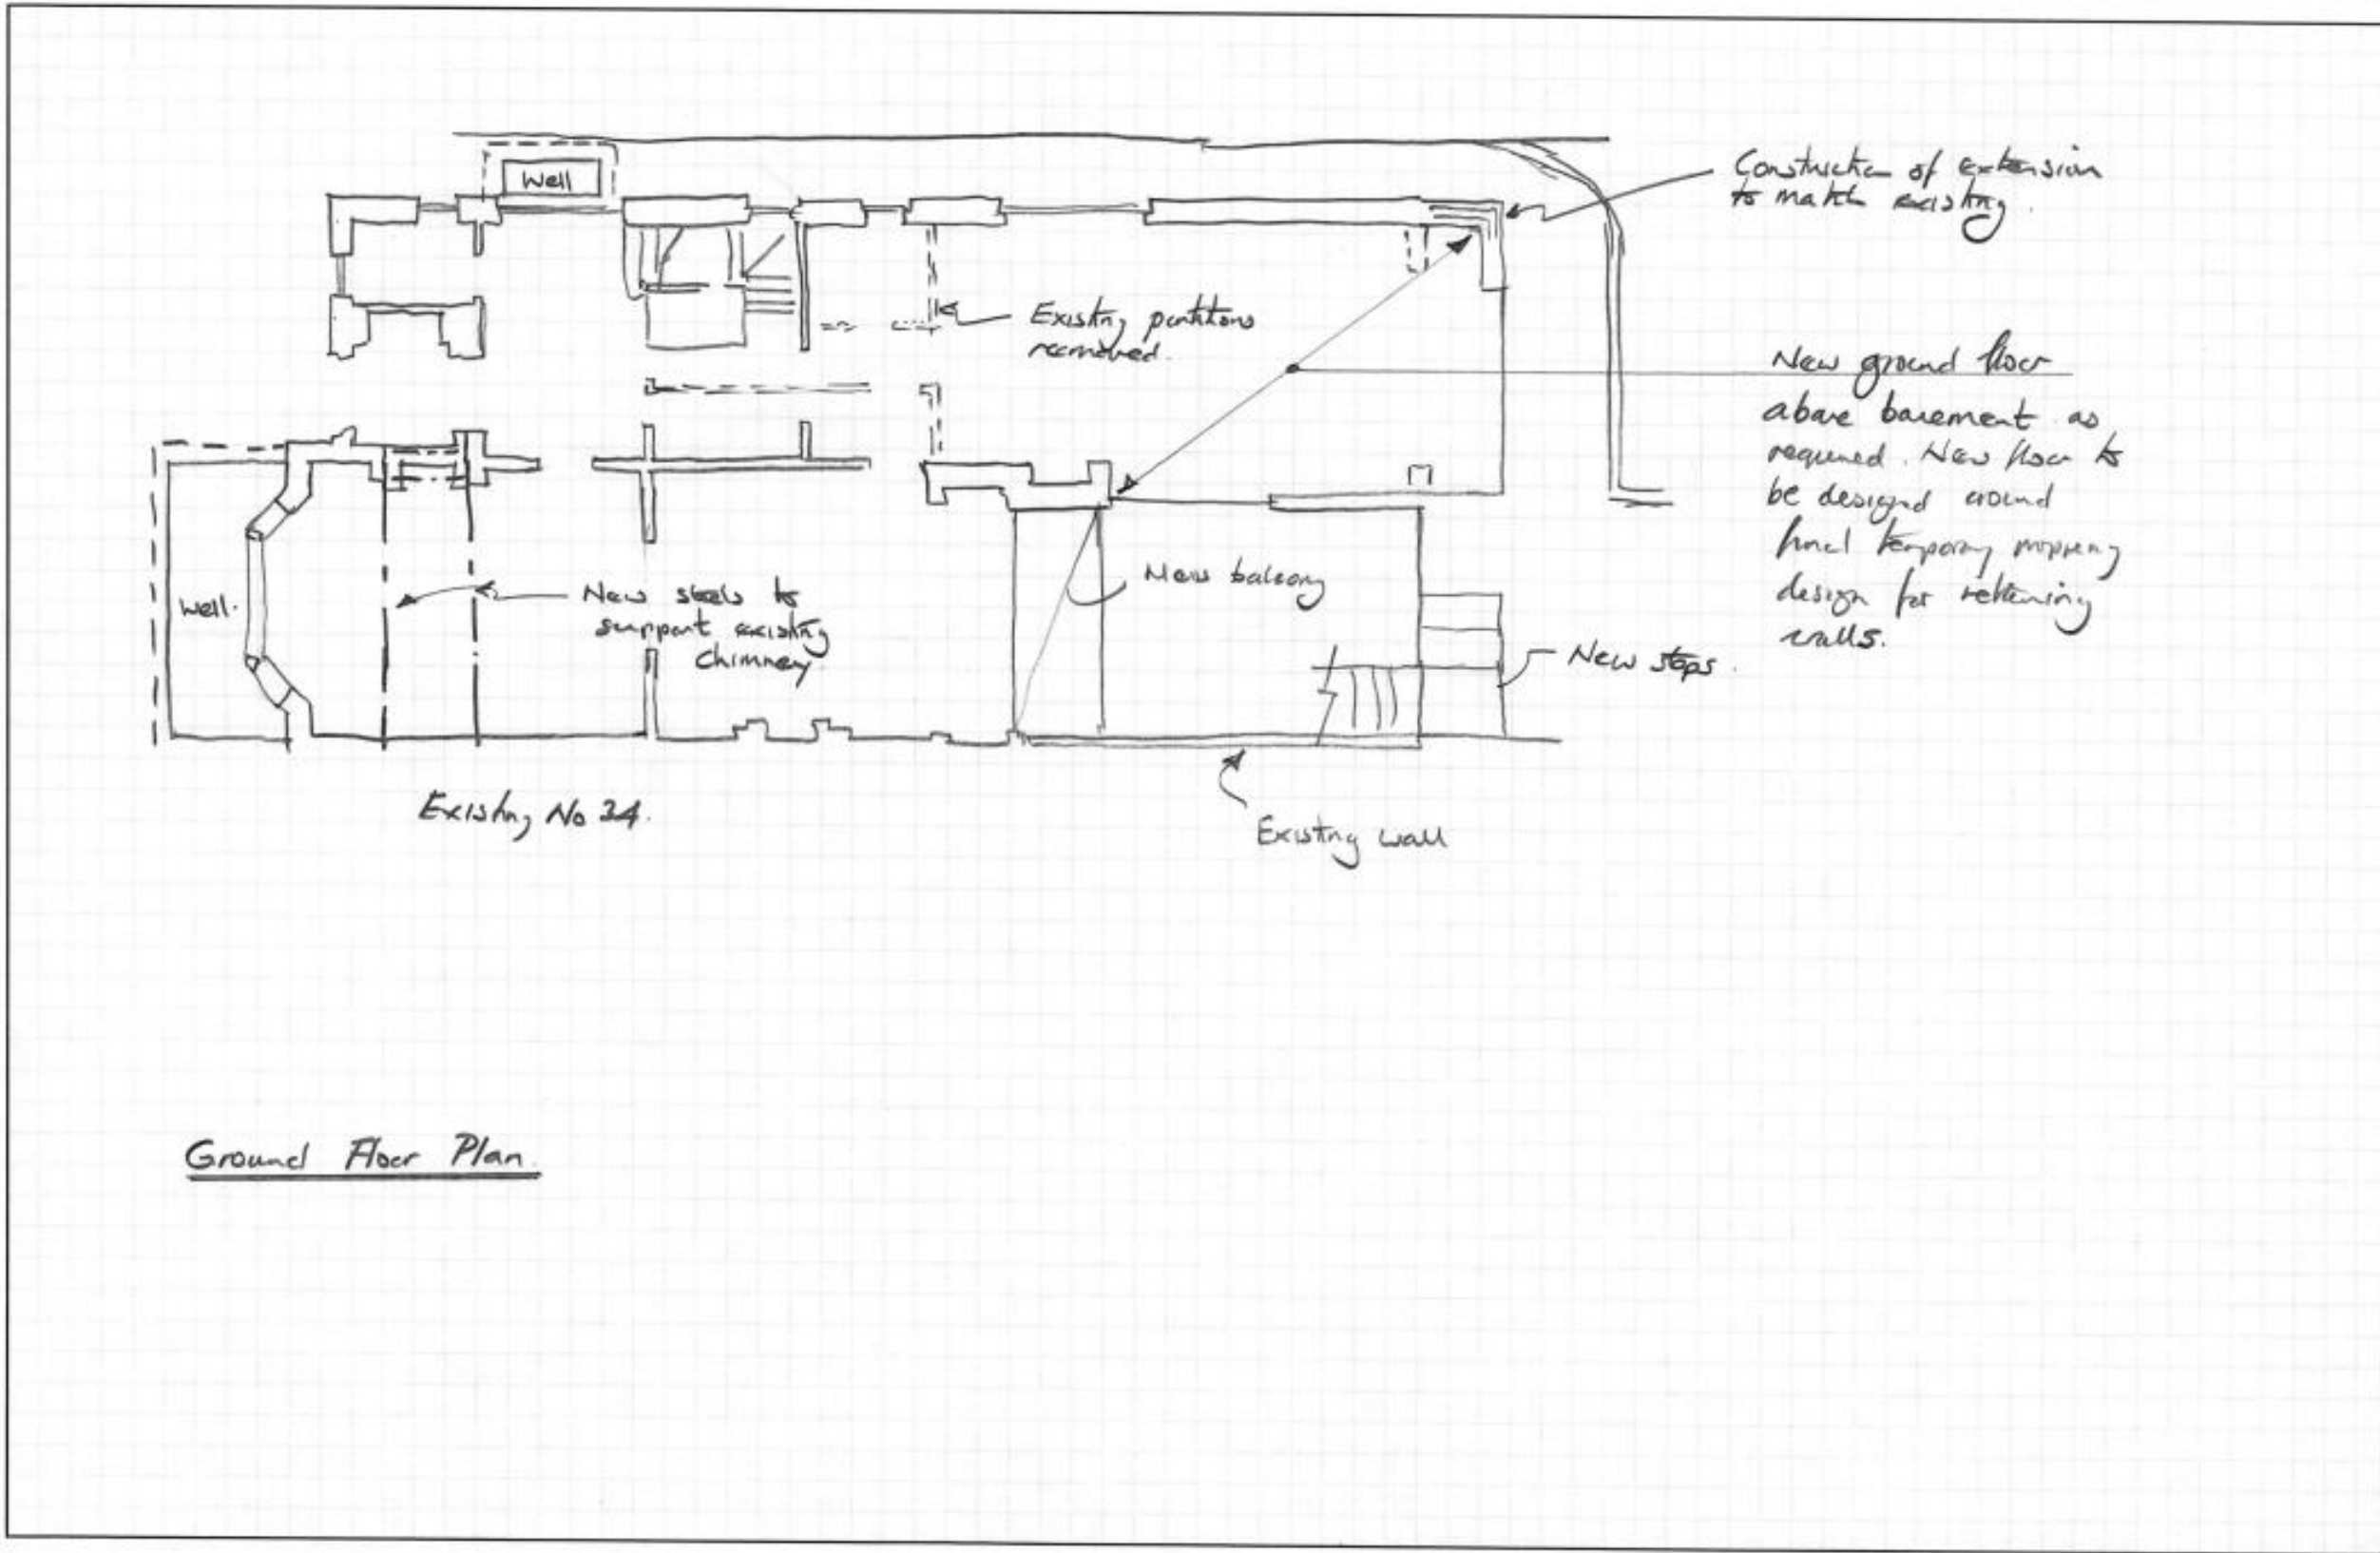 Well
Construction of extension
to match existing.
Existing partitions
removed.
New ground floor
above basement as
required. New floor to
be designed around
final temporary propping
design for retaining
walls.
Well.
New steels to
support existing
chimney
New balcony
New steps.
Existing No 34.
Existing wall
Ground Floor Plan.